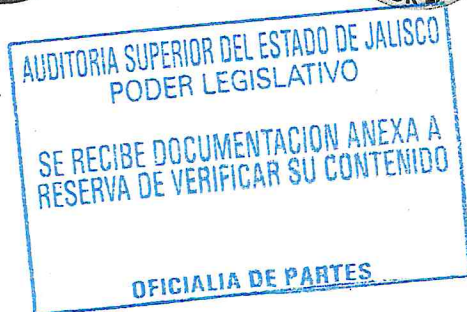 AUDITORIA SUPERIOR DEL ESTADO DE JALISCO
PODER LEGISLATIVO
SE RECIBE DOCUMENTACION ANEXA A
RESERVA DE VERIFICAR SU CONTENIDO
OFICIALIA DE PARTES